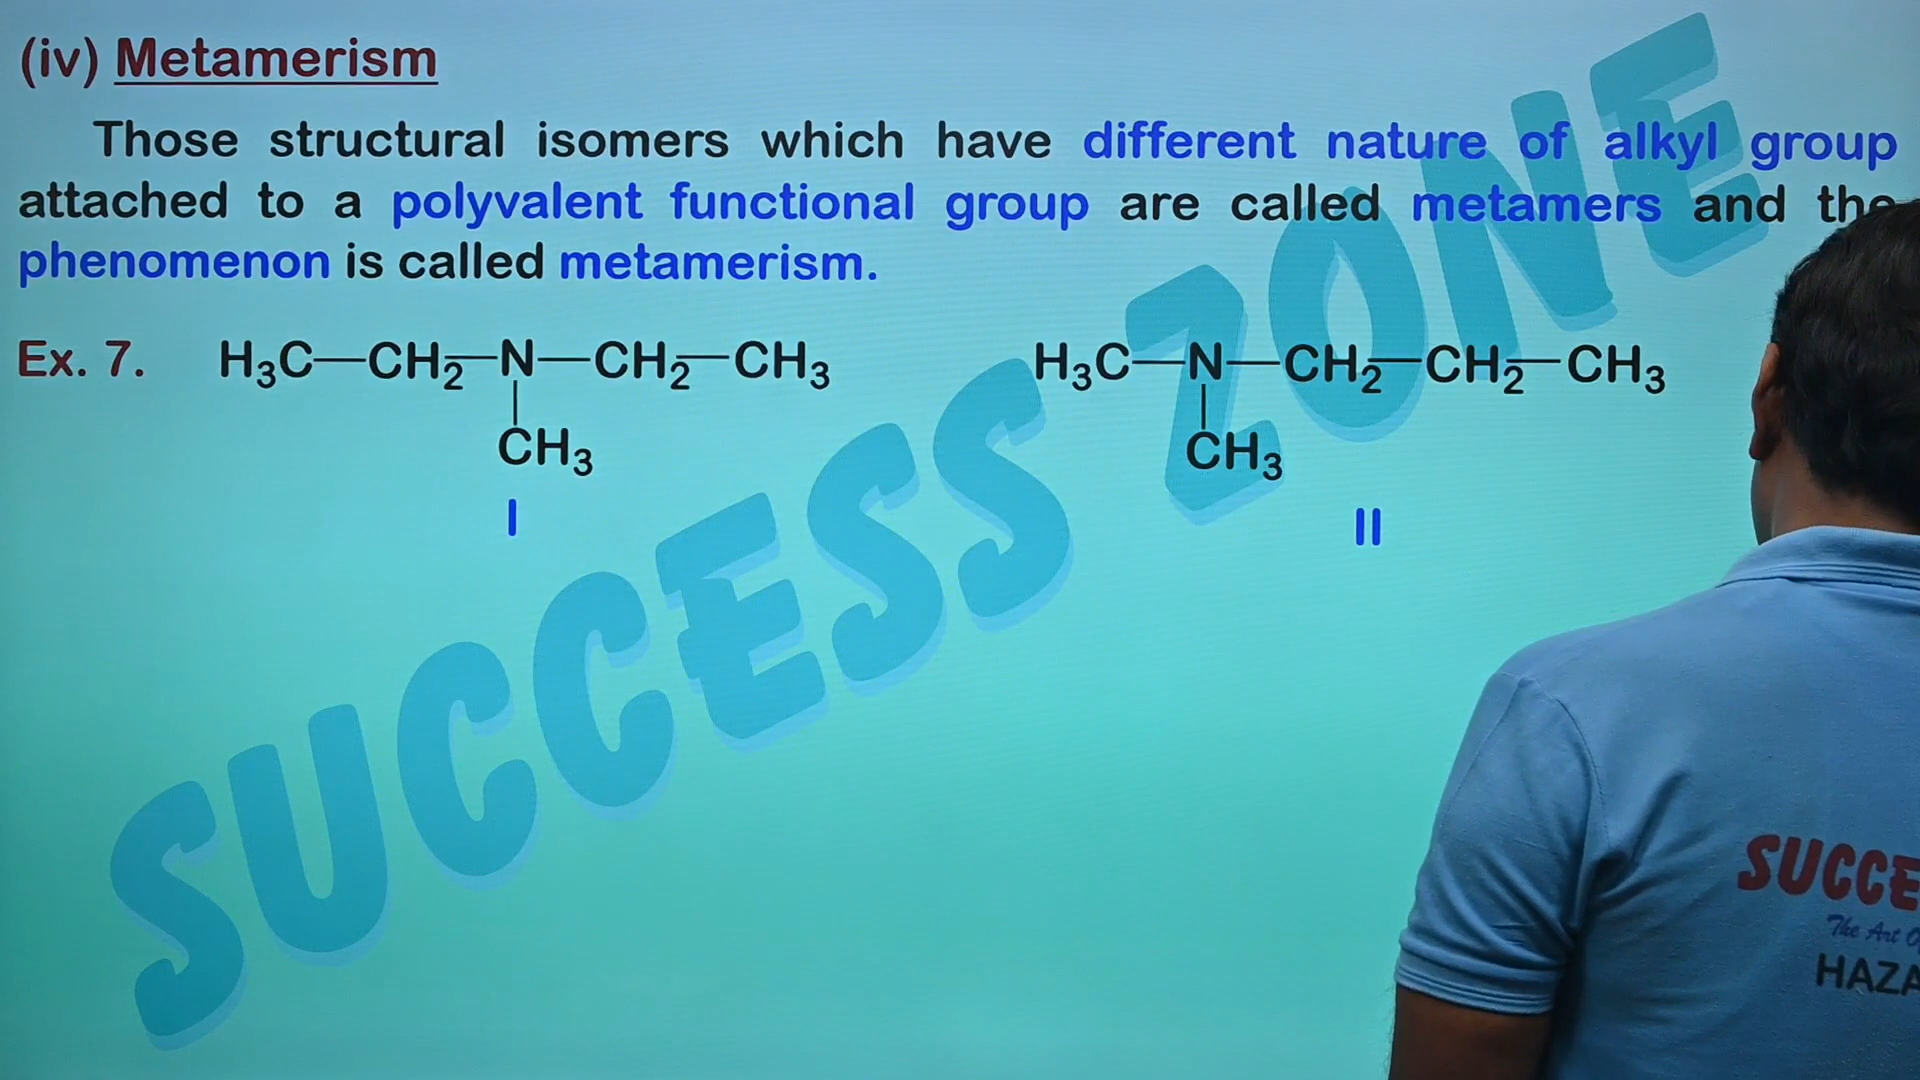 (iv) Metamerism
Those structural isomers which have different nature of alkyl group
attached to a polyvalent functional group are called metamers and the
phenomenon is called metamerism.
Ex. 7. H₃C—CH₂—N—CH₂—CH₃ H₃C—N—CH₂—CH₂—CH₃
CH₃ CH₃
I II
SUCCESS ZONE
SUCCE
The Art O
HAZA